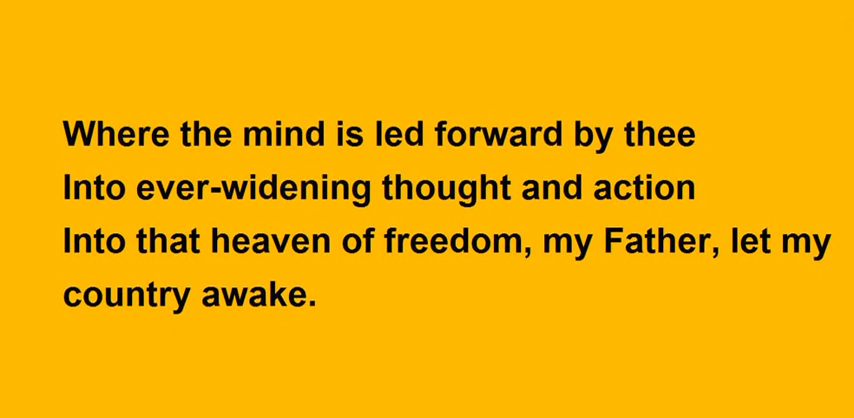 Where the mind is led forward by thee
Into ever-widening thought and action
Into that heaven of freedom, my Father, let my
country awake.